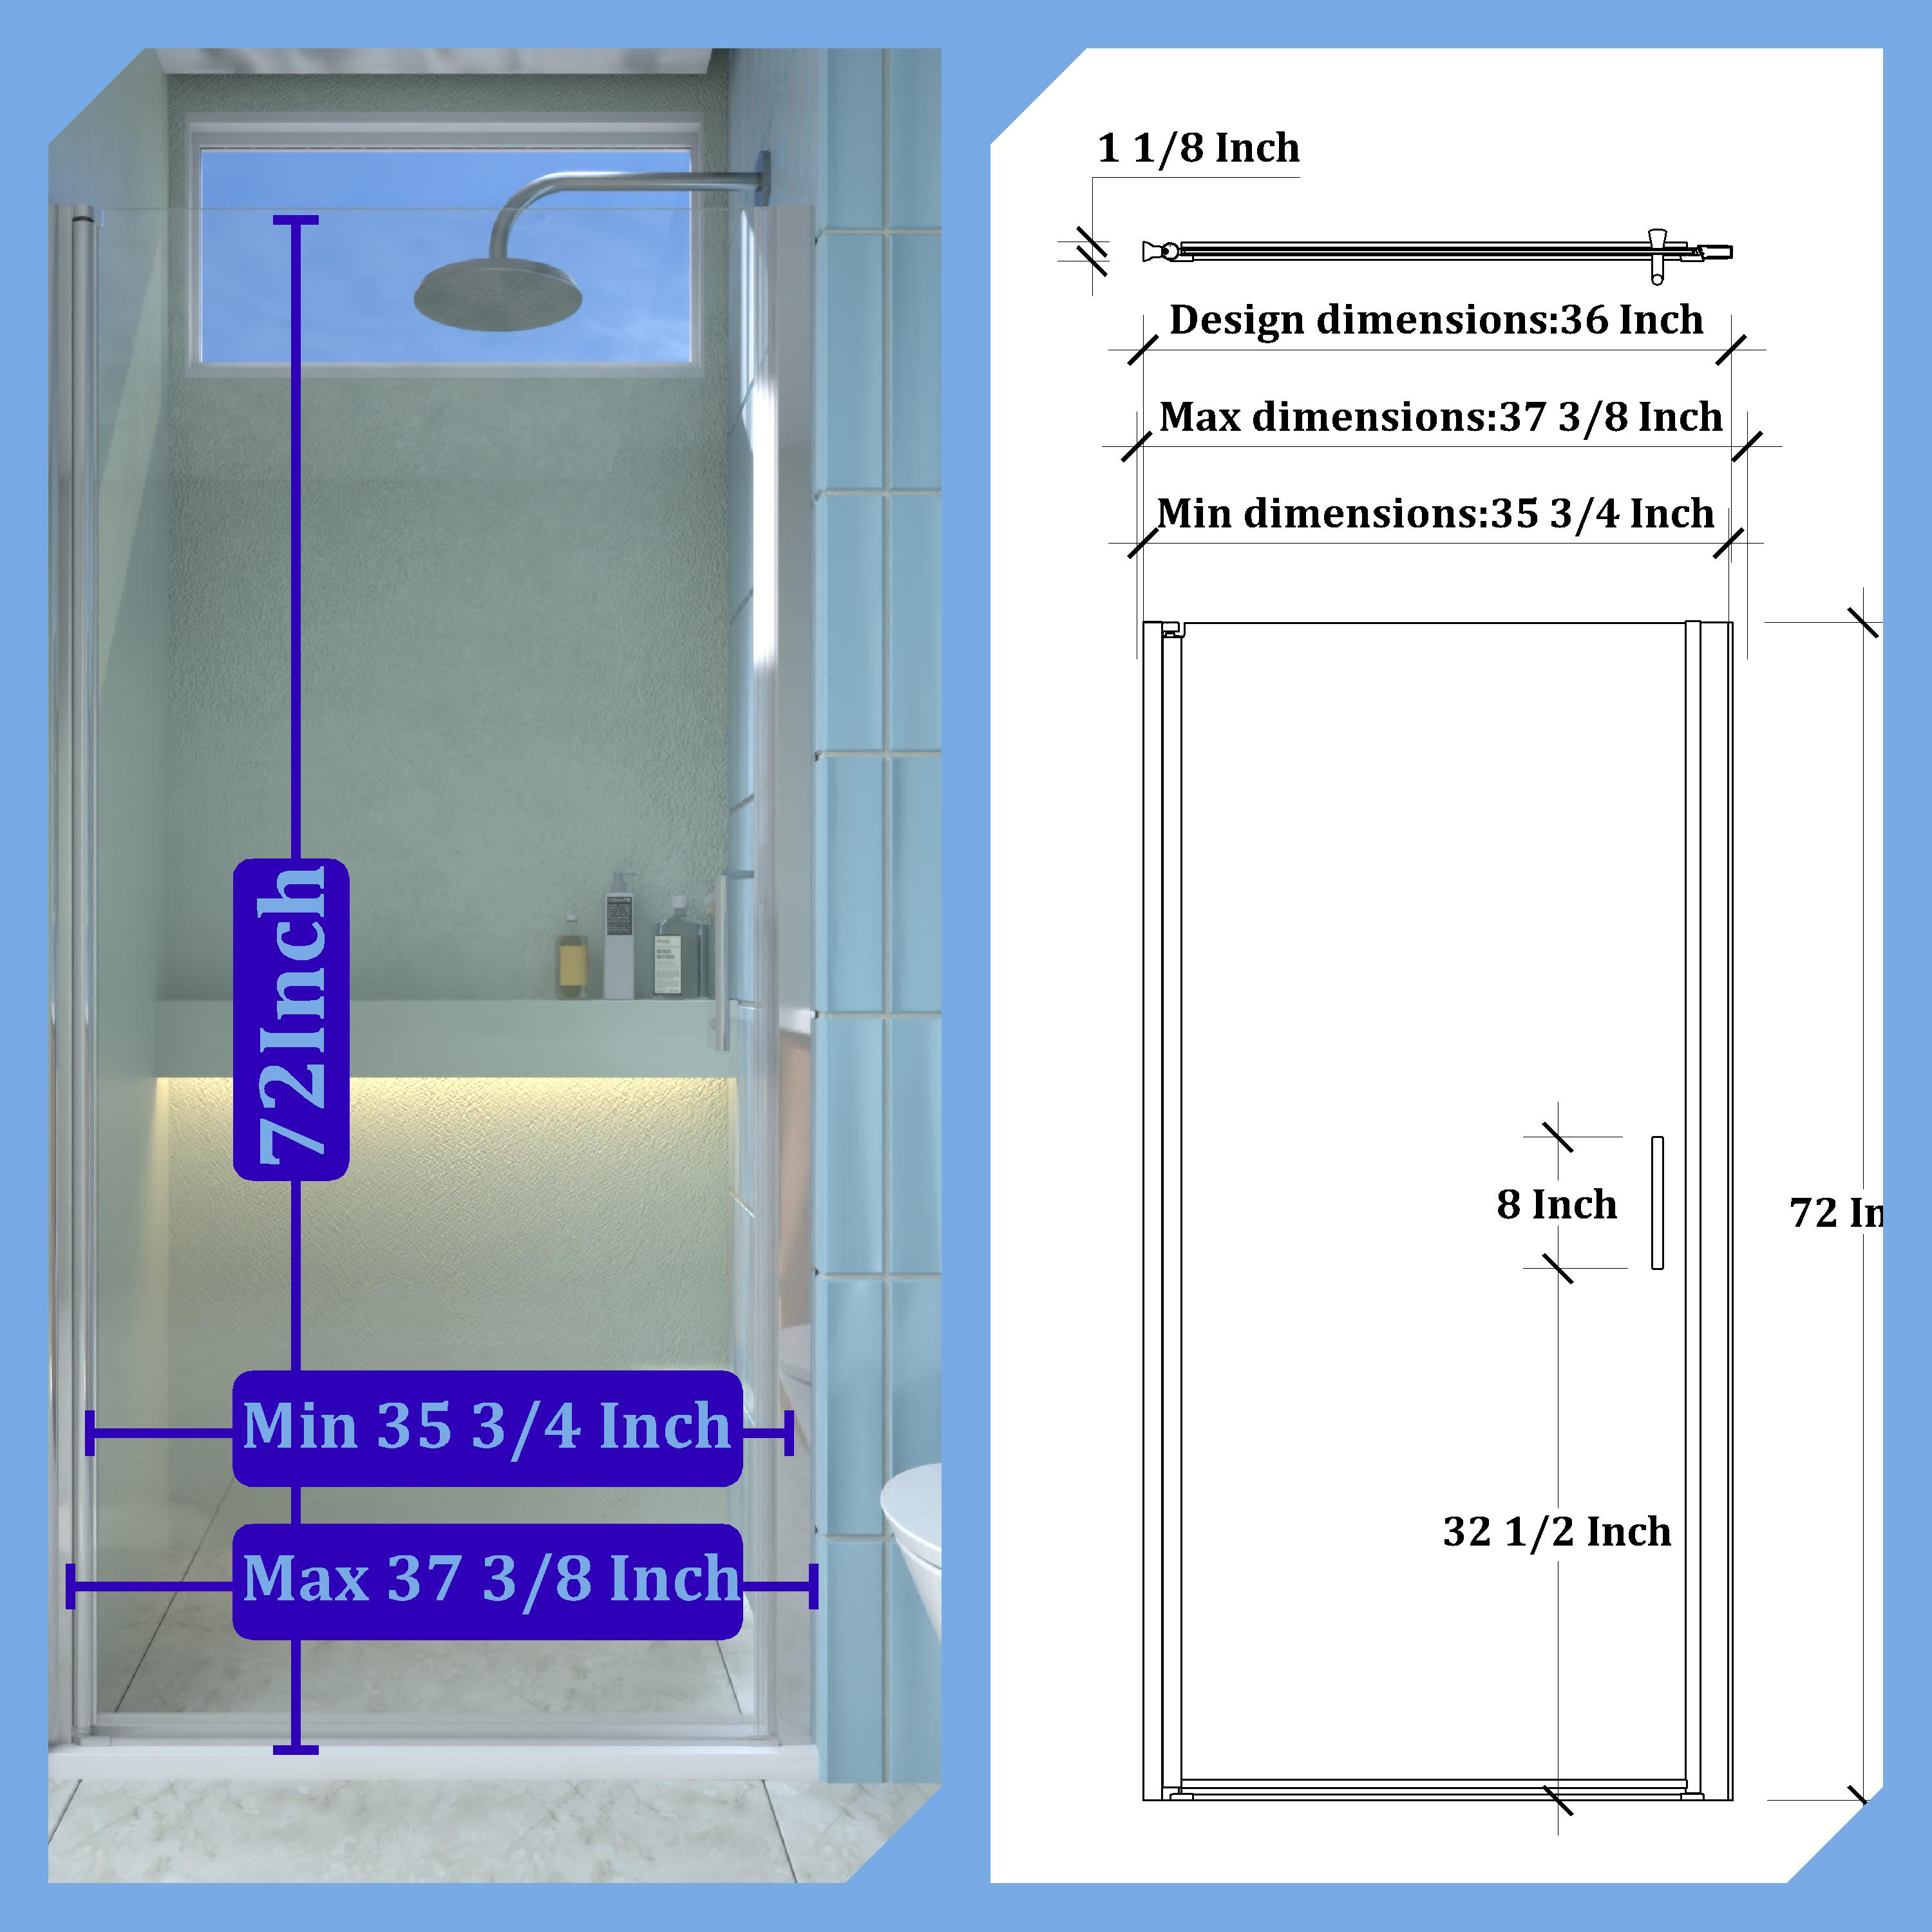 72Inch
Min 35 3/4 Inch
Max 37 3/8 Inch
1 1/8 Inch
Design dimensions:36 Inch
Max dimensions:37 3/8 Inch
Min dimensions:35 3/4 Inch
8 Inch
72 In
32 1/2 Inch